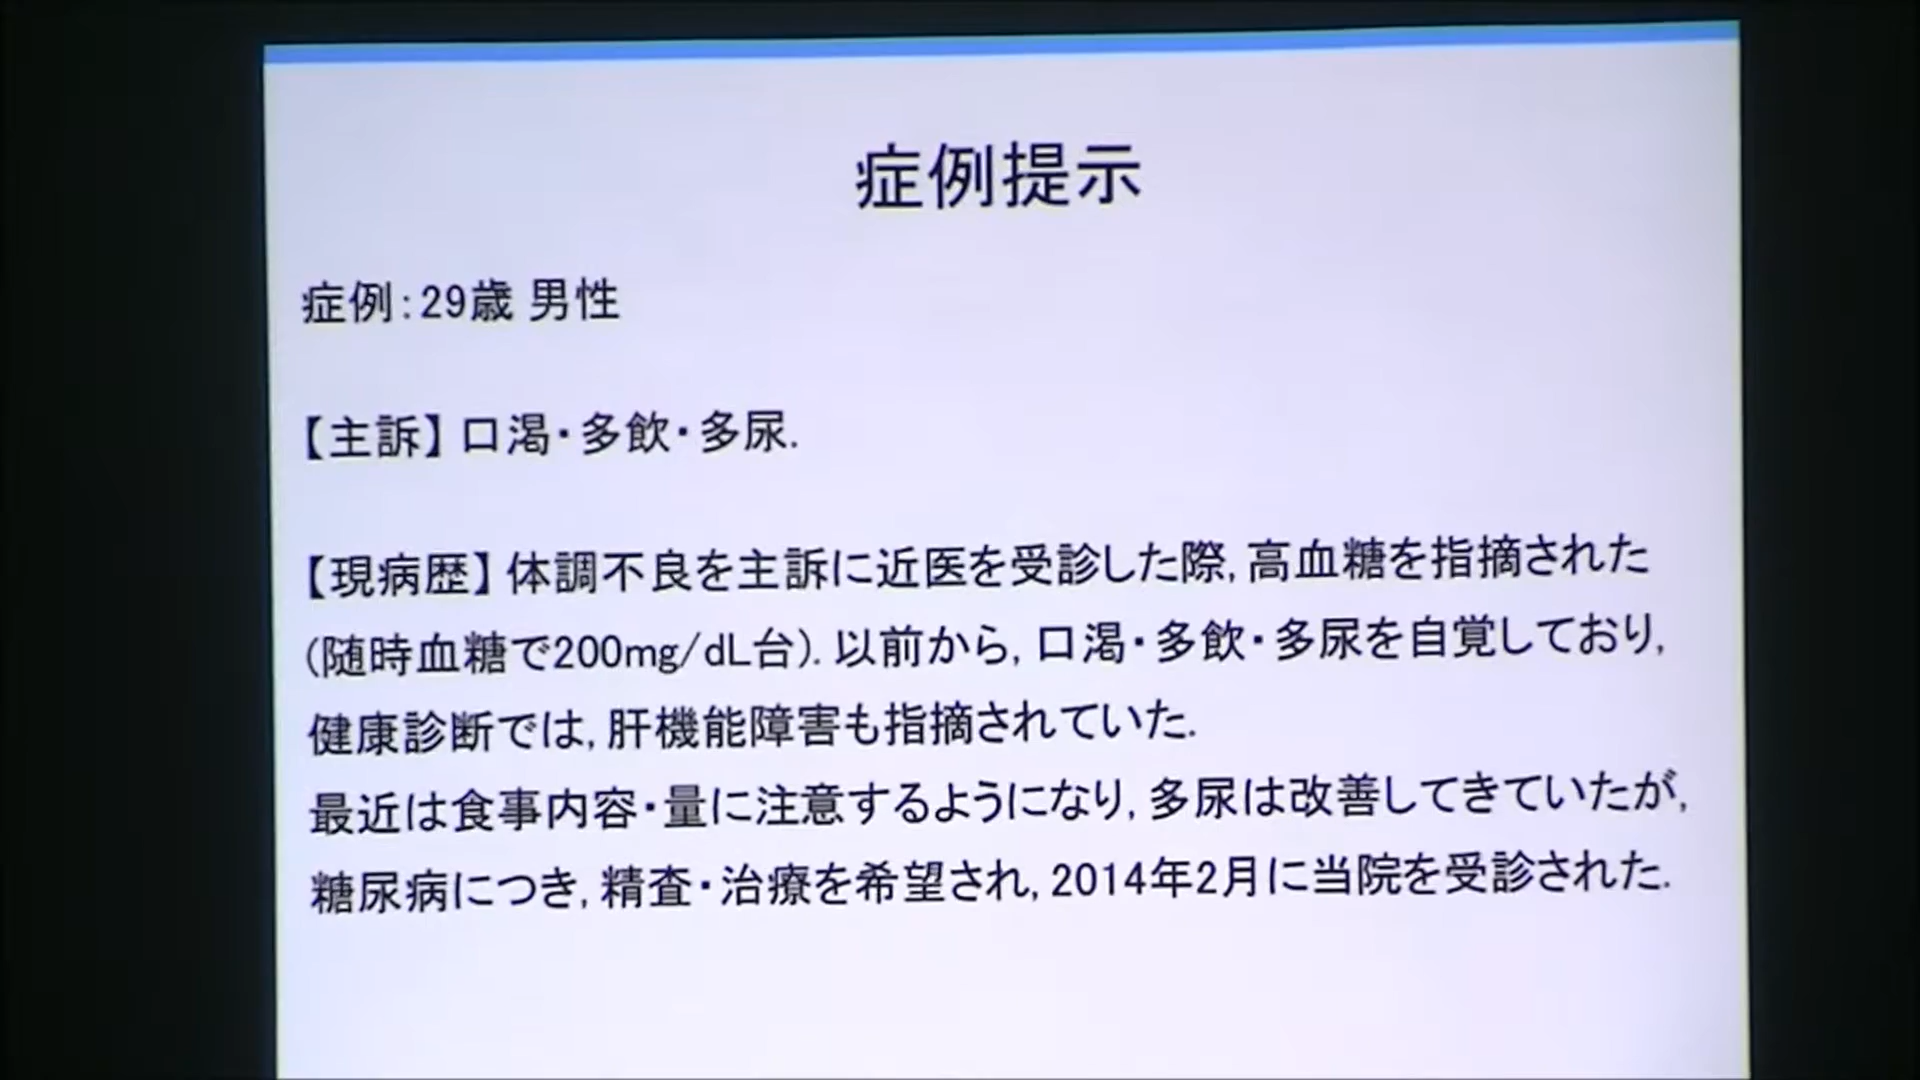 症例提示
症例：29歳 男性
【主訴】口渇・多飲・多尿.
【現病歴】体調不良を主訴に近医を受診した際,高血糖を指摘された
(随時血糖で200mg/dL台). 以前から, 口渇・多飲・多尿を自覚しており,
健康診断では, 肝機能障害も指摘されていた.
最近は食事内容・量に注意するようになり, 多尿は改善してきていたが,
糖尿病につき, 精査・治療を希望され, 2014年2月に当院を受診された.